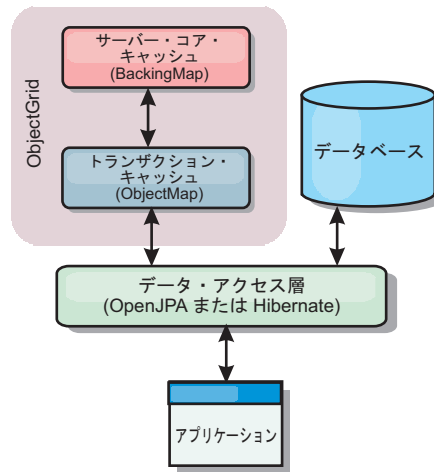 ObjectGrid
サーバー・コア・
キャッシュ
(BackingMap)
トランザクション・
キャッシュ
(ObjectMap)
データベース
データ・アクセス層
(OpenJPA または Hibernate)
アプリケーション